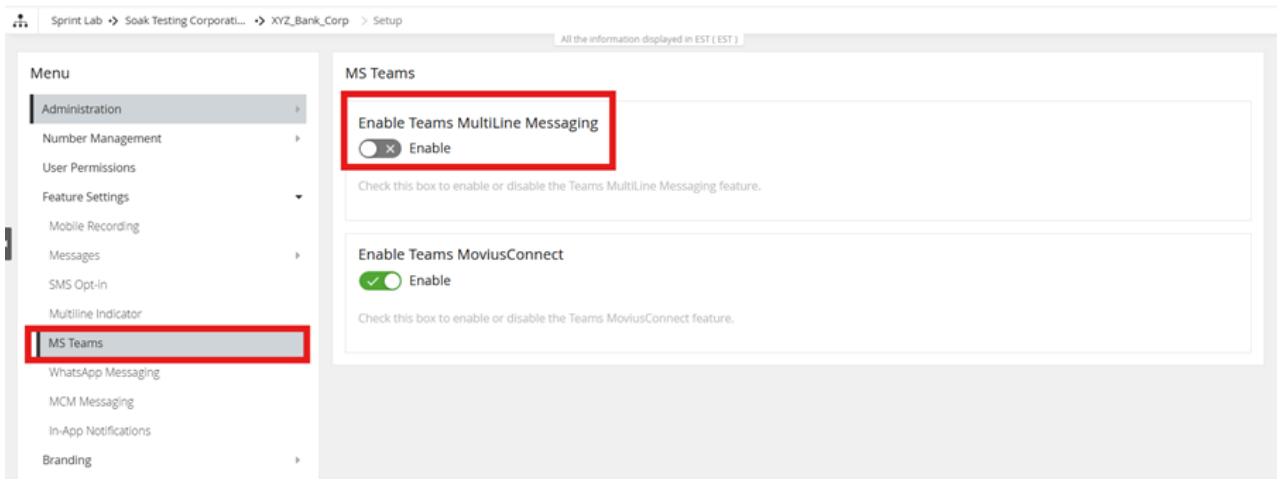 Sprint Lab Soak Testing Corporati... XYZ_Bank_Corp > Setup
All the information displayed in EST ( EST )
Menu
Administration
Number Management
User Permissions
Feature Settings
Mobile Recording
Messages
SMS Opt-in
Multiline Indicator
MS Teams
WhatsApp Messaging
MCM Messaging
In-App Notifications
Branding
MS Teams
Enable Teams MultiLine Messaging
Enable
Check this box to enable or disable the Teams MultiLine Messaging feature.
Enable Teams MoviusConnect
Enable
Check this box to enable or disable the Teams MoviusConnect feature.